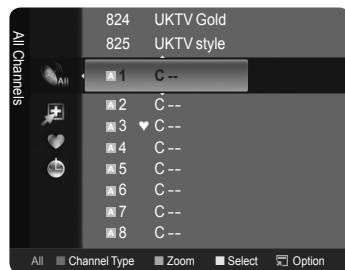 All Channels
824 UKTV Gold
825 UKTV style
All
A 1 C --
A 2 C --
A 3 ♥ C --
A 4 C --
A 5 C --
A 6 C --
A 7 C --
A 8 C --
All Channel Type Zoom Select Option